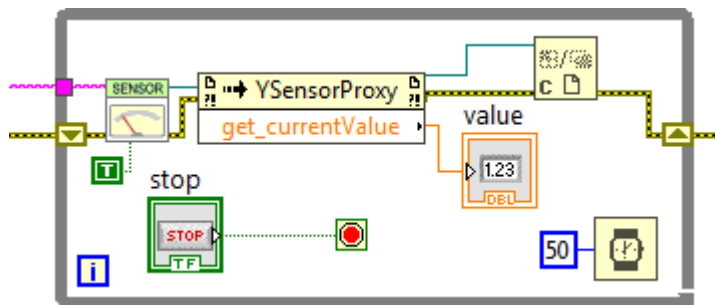 SENSOR
YSensorProxy
get_currentValue
C
value
1.23
DBL
T
stop
STOP
TF
i
50